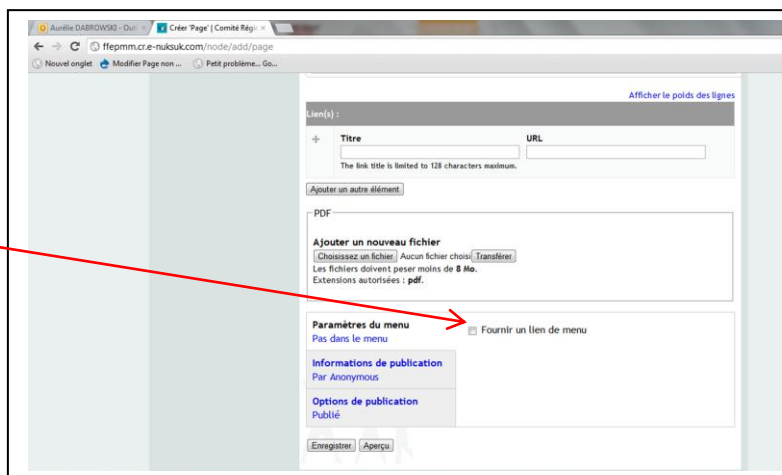 Aurélie DABROWSKI - Outi
Créer 'Page' | Comité Régi
ffepmm.cr.e-nuksuk.com/node/add/page
Nouvel onglet Modifier Page non ... Petit problème... Go...
Afficher le poids des lignes
Lien(s) :
Titre URL
The link title is limited to 128 characters maximum.
Ajouter un autre élément
PDF
Ajouter un nouveau fichier
Choisissez un fichier Aucun fichier choisi Transférer
Les fichiers doivent peser moins de 8 Mo.
Extensions autorisées : pdf.
Paramètres du menu
Pas dans le menu
Fournir un lien de menu
Informations de publication
Par Anonymous
Options de publication
Publié
Enregistrer Aperçu